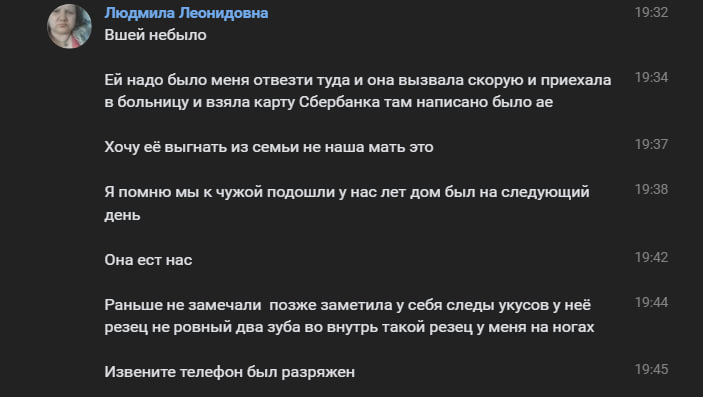 Людмила Леонидовна 19:32
Вшей небыло
Ей надо было меня отвезти туда и она вызвала скорую и приехала 19:34
в больницу и взяла карту Сбербанка там написано было ае
Хочу её выгнать из семьи не наша мать это 19:37
Я помню мы к чужой подошли у нас лет дом был на следующий 19:38
день
Она ест нас 19:42
Раньше не замечали  позже заметила у себя следы укусов у неё 19:44
резец не ровный два зуба во внутрь такой резец у меня на ногах
Извените телефон был разряжен 19:45